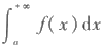 ∫_a^{+∞} f(x)dx